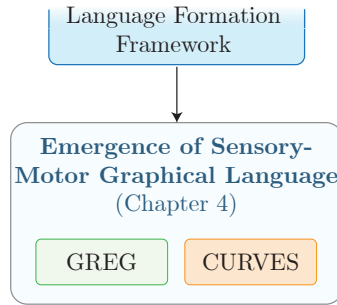 Language Formation
Framework
Emergence of Sensory-
Motor Graphical Language
(Chapter 4)
GREG
CURVES